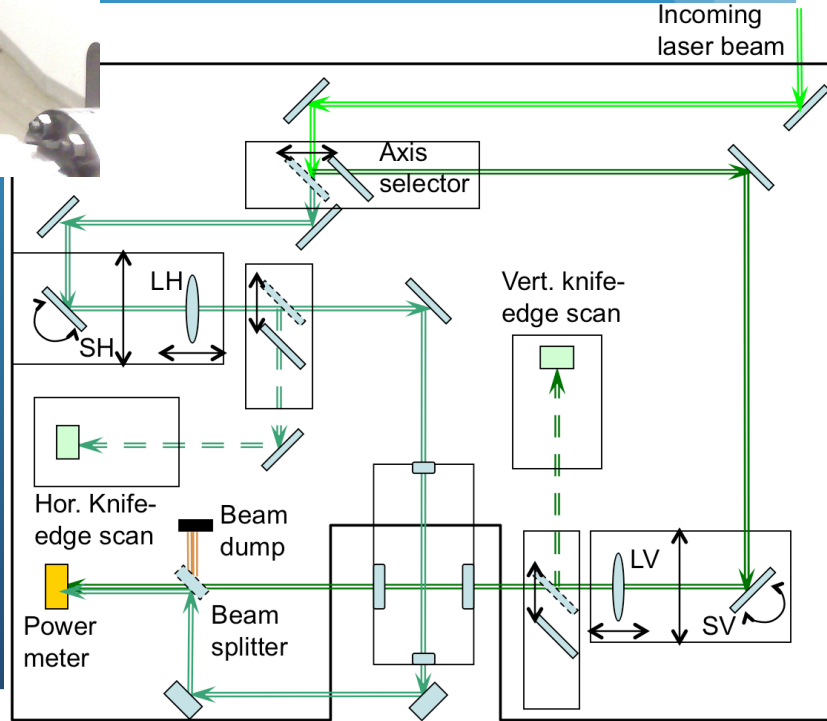 Incoming
laser beam
Axis
selector
LH
SH
Vert. knife-
edge scan
Hor. Knife-
edge scan
Beam
dump
LV
SV
Power
meter
Beam
splitter